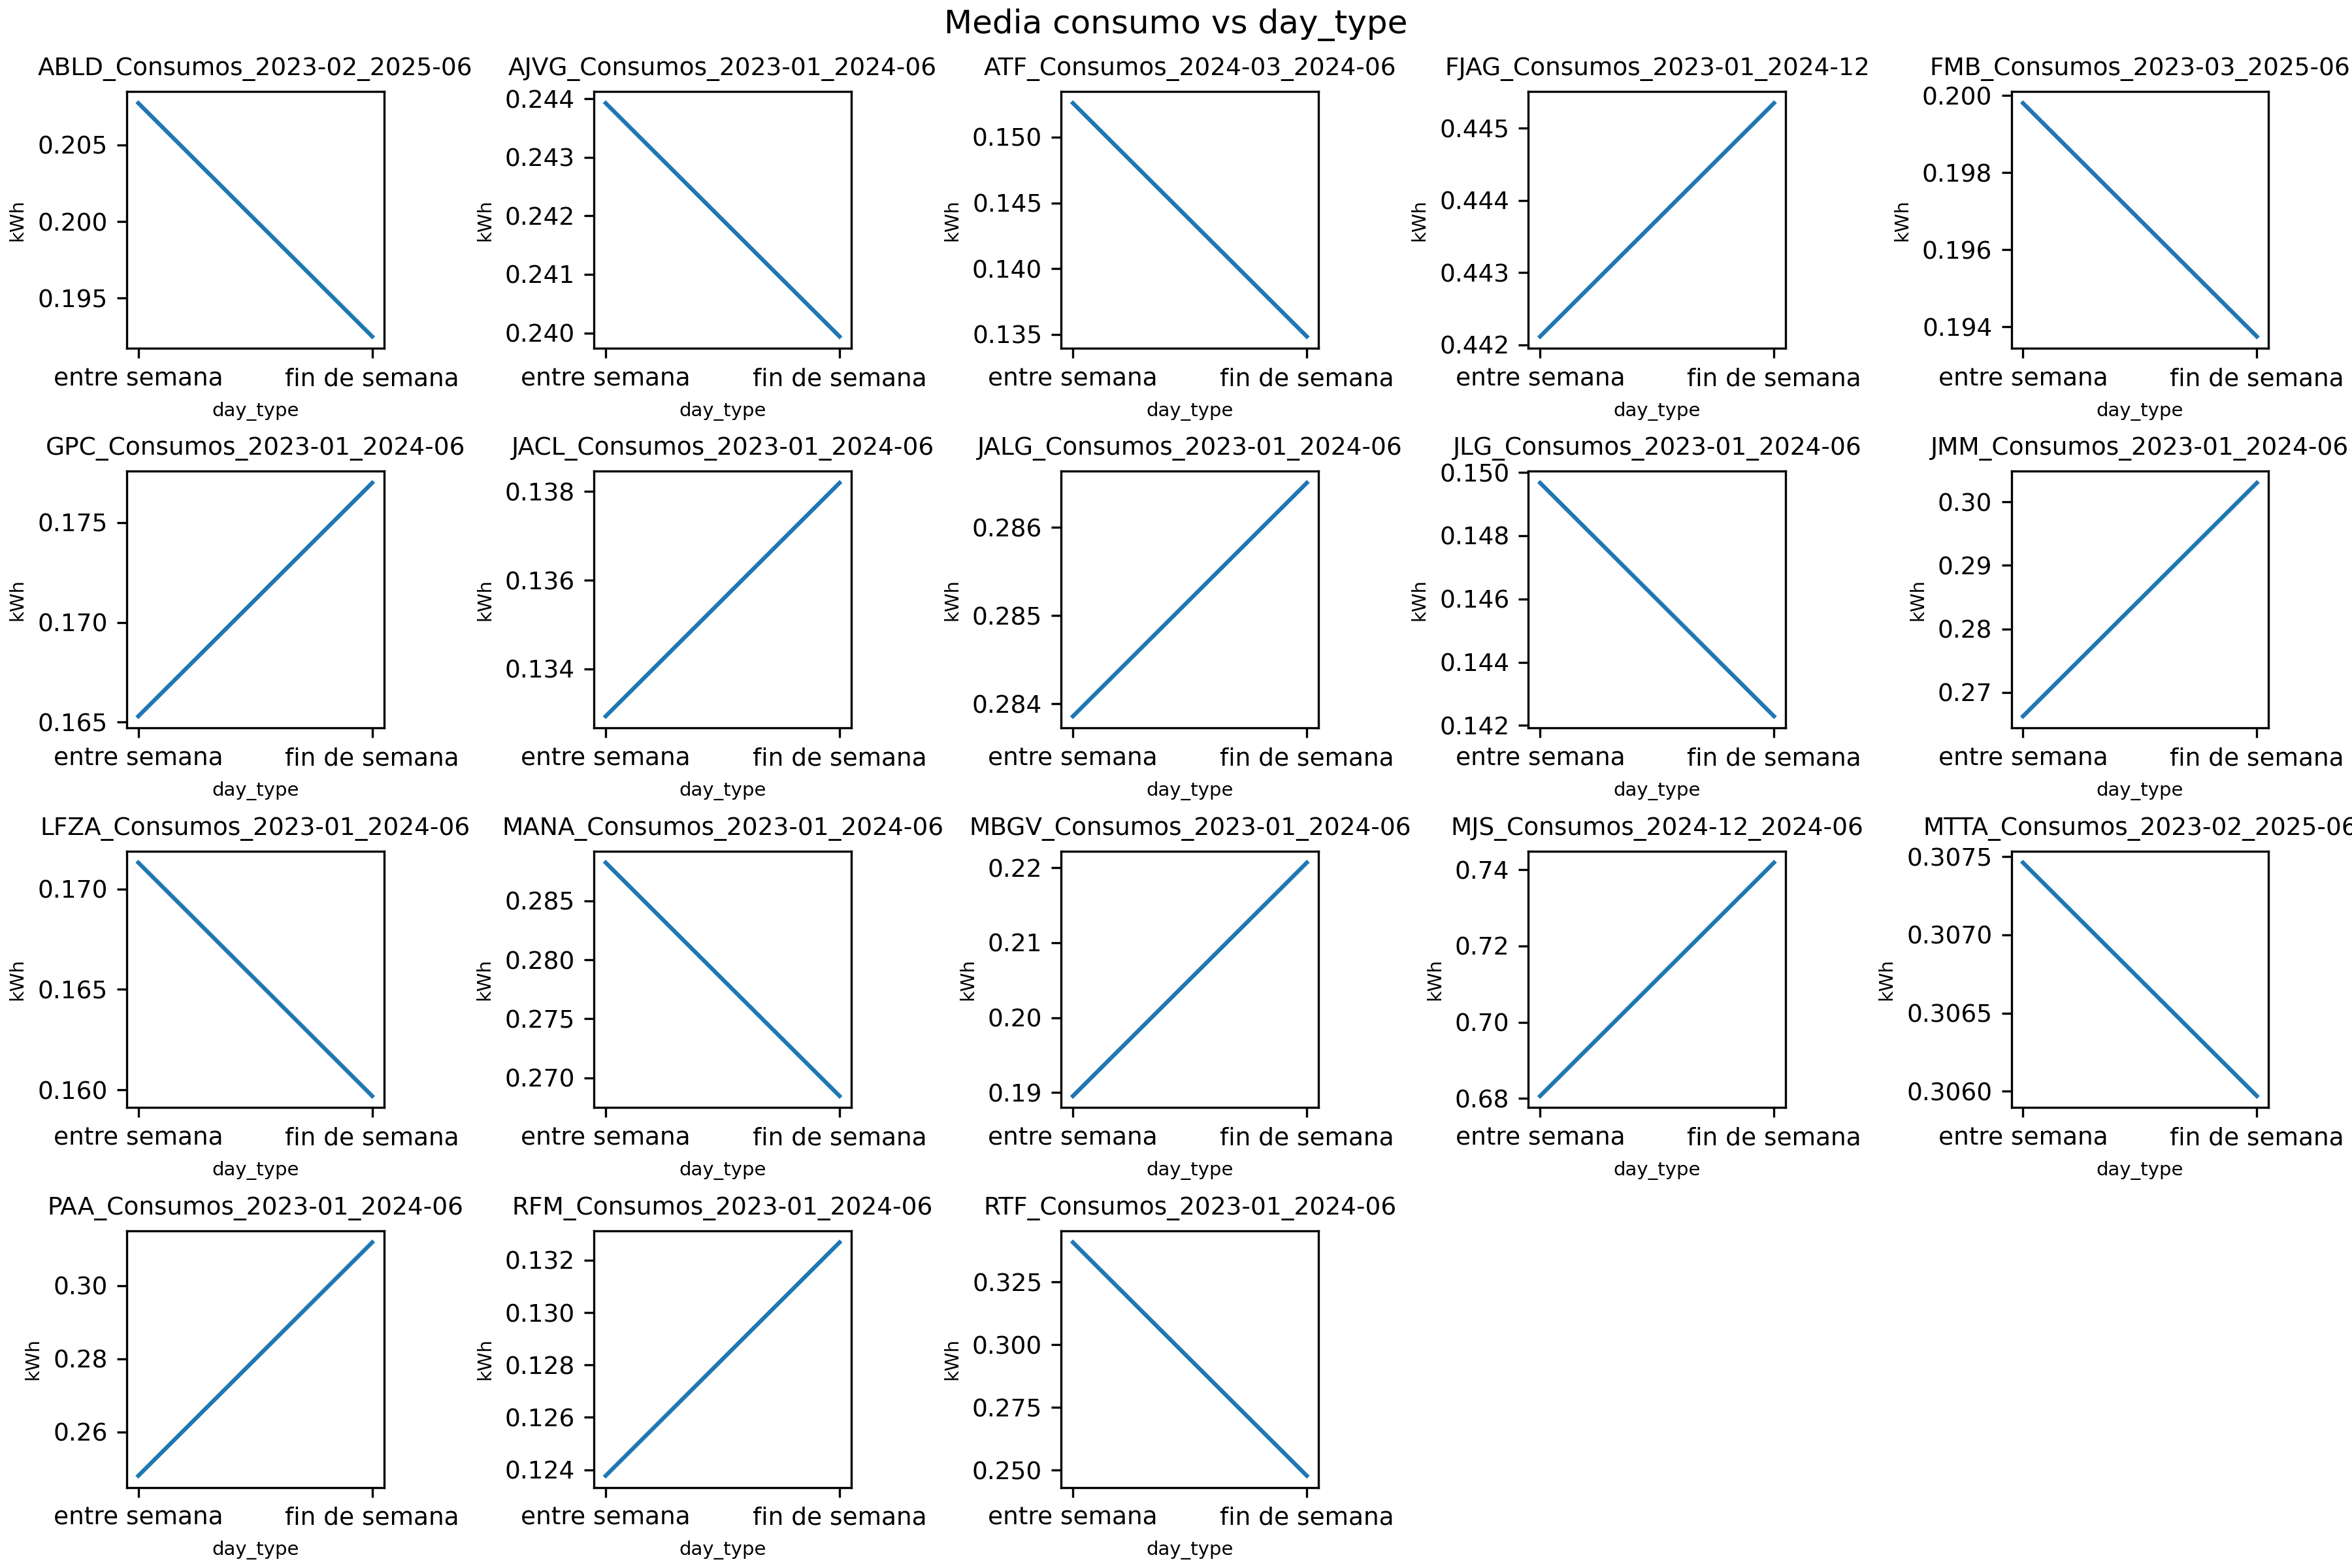 Media consumo vs day_type
ABLD_Consumos_2023-02_2025-06
0.205
0.200
0.195
kWh
entre semana
fin de semana
day_type
AJVG_Consumos_2023-01_2024-06
0.244
0.243
0.242
0.241
0.240
kWh
entre semana
fin de semana
day_type
ATF_Consumos_2024-03_2024-06
0.150
0.145
0.140
0.135
kWh
entre semana
fin de semana
day_type
FJAG_Consumos_2023-01_2024-12
0.445
0.444
0.443
0.442
kWh
entre semana
fin de semana
day_type
FMB_Consumos_2023-03_2025-06
0.200
0.198
0.196
0.194
kWh
entre semana
fin de semana
day_type
GPC_Consumos_2023-01_2024-06
0.175
0.170
0.165
kWh
entre semana
fin de semana
day_type
JACL_Consumos_2023-01_2024-06
0.138
0.136
0.134
kWh
entre semana
fin de semana
day_type
JALG_Consumos_2023-01_2024-06
0.286
0.285
0.284
kWh
entre semana
fin de semana
day_type
JLG_Consumos_2023-01_2024-06
0.150
0.148
0.146
0.144
0.142
kWh
entre semana
fin de semana
day_type
JMM_Consumos_2023-01_2024-06
0.30
0.29
0.28
0.27
kWh
entre semana
fin de semana
day_type
LFZA_Consumos_2023-01_2024-06
0.170
0.165
0.160
kWh
entre semana
fin de semana
day_type
MANA_Consumos_2023-01_2024-06
0.285
0.280
0.275
0.270
kWh
entre semana
fin de semana
day_type
MBGV_Consumos_2023-01_2024-06
0.22
0.21
0.20
0.19
kWh
entre semana
fin de semana
day_type
MJS_Consumos_2024-12_2024-06
0.74
0.72
0.70
0.68
kWh
entre semana
fin de semana
day_type
MTTA_Consumos_2023-02_2025-06
0.3075
0.3070
0.3065
0.3060
kWh
entre semana
fin de semana
day_type
PAA_Consumos_2023-01_2024-06
0.30
0.28
0.26
kWh
entre semana
fin de semana
day_type
RFM_Consumos_2023-01_2024-06
0.132
0.130
0.128
0.126
0.124
kWh
entre semana
fin de semana
day_type
RTF_Consumos_2023-01_2024-06
0.325
0.300
0.275
0.250
kWh
entre semana
fin de semana
day_type